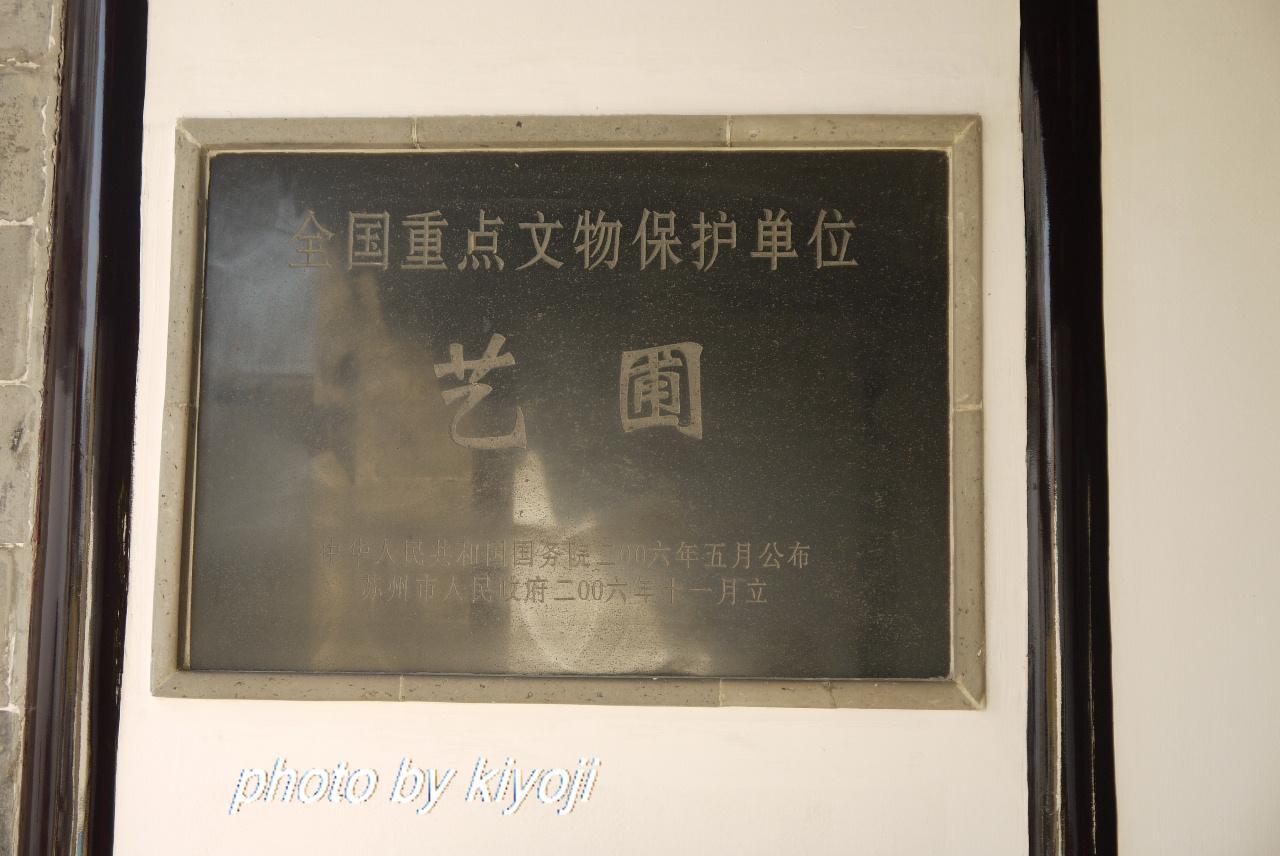 全国重点文物保护单位
艺圃
中华人民共和国国务院二00六年五月公布
苏州市人民政府二00六年十一月立
photo by kiyoji